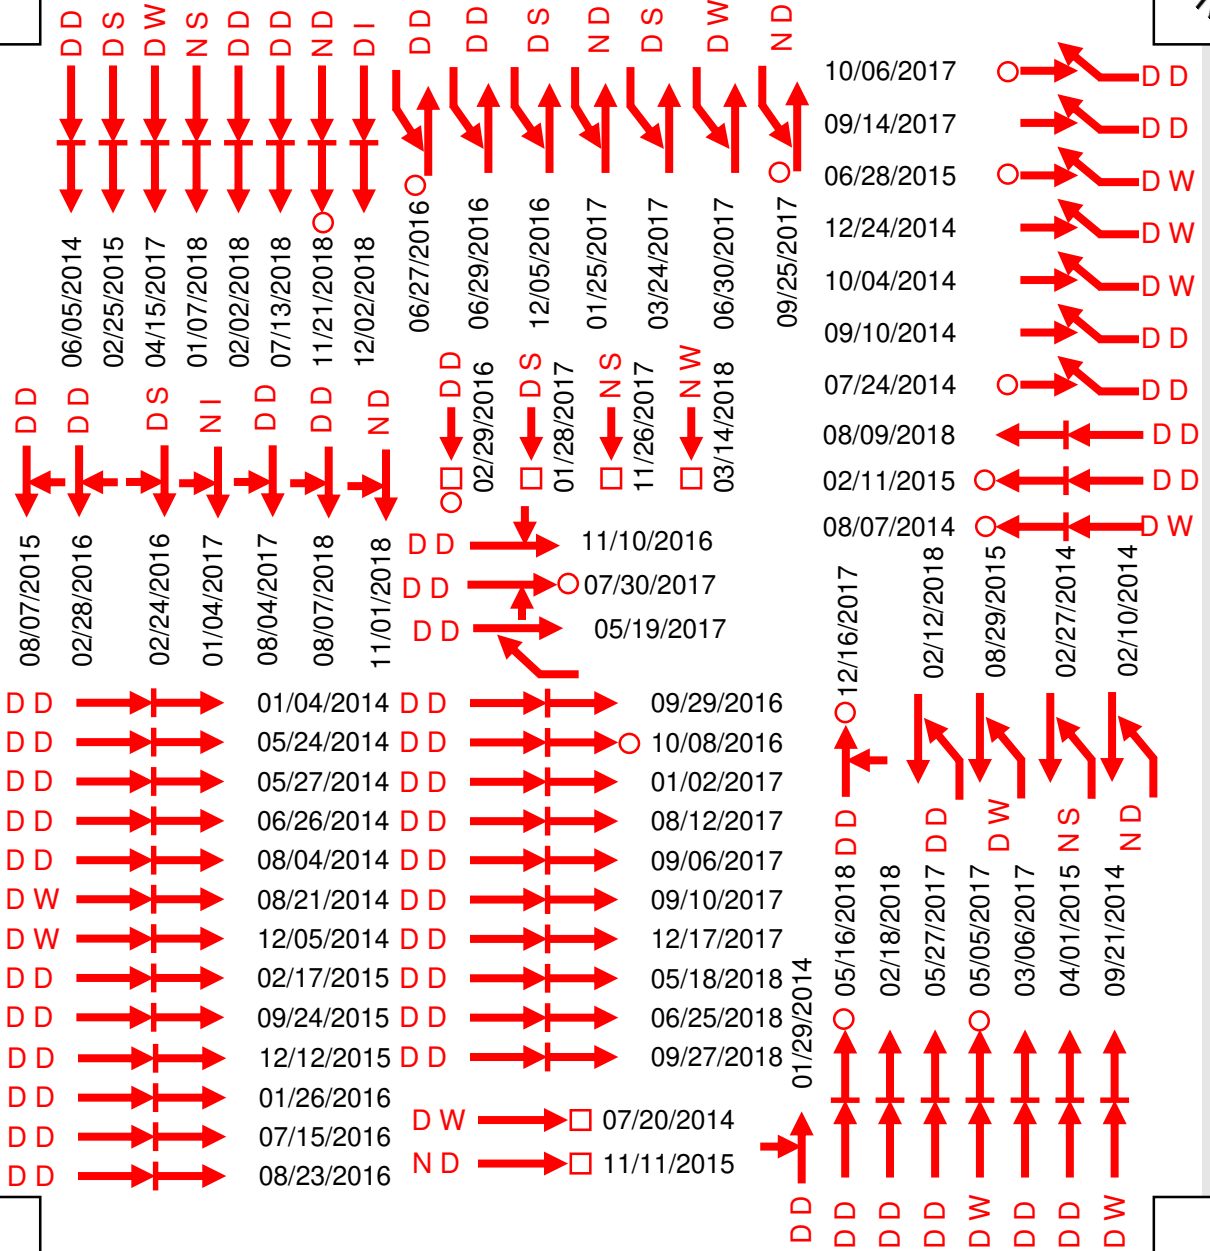 D D
D S
D W
N S
D D
D D
N D
D I
06/05/2014
02/25/2015
04/15/2017
01/07/2018
02/02/2018
07/13/2018
11/21/2018
12/02/2018
D D
D D
D S
N D
D S
D W
N D
06/27/2016
06/29/2016
12/05/2016
01/25/2017
03/24/2017
06/30/2017
09/25/2017
10/06/2017 D D
09/14/2017 D D
06/28/2015 D W
12/24/2014 D W
10/04/2014 D W
09/10/2014 D D
07/24/2014 D D
08/09/2018 D D
02/11/2015 D D
08/07/2014 D W
D D
D D
D S
N I
D D
D D
N D
08/07/2015
02/28/2016
02/24/2016
01/04/2017
08/04/2017
08/07/2018
11/01/2018
D D
02/29/2016
D S
01/28/2017
N S
11/26/2017
N W
03/14/2018
D D 11/10/2016
D D 07/30/2017
D D 05/19/2017
D D 01/04/2014
D D 05/24/2014
D D 05/27/2014
D D 06/26/2014
D D 08/04/2014
D W 08/21/2014
D W 12/05/2014
D D 02/17/2015
D D 09/24/2015
D D 12/12/2015
D D 01/26/2016
D D 07/15/2016
D D 08/23/2016
D D 09/29/2016
D D 10/08/2016
D D 01/02/2017
D D 08/12/2017
D D 09/06/2017
D D 09/10/2017
D D 12/17/2017
D D 05/18/2018
D D 06/25/2018
D D 09/27/2018
D W 07/20/2014
N D 11/11/2015
12/16/2017
02/12/2018
08/29/2015
02/27/2014
02/10/2014
D D
D D
D W
N S
N D
01/29/2014
05/16/2018
02/18/2018
05/27/2017
05/05/2017
03/06/2017
04/01/2015
09/21/2014
D D
D D
D D
D D
D W
D D
D D
D W